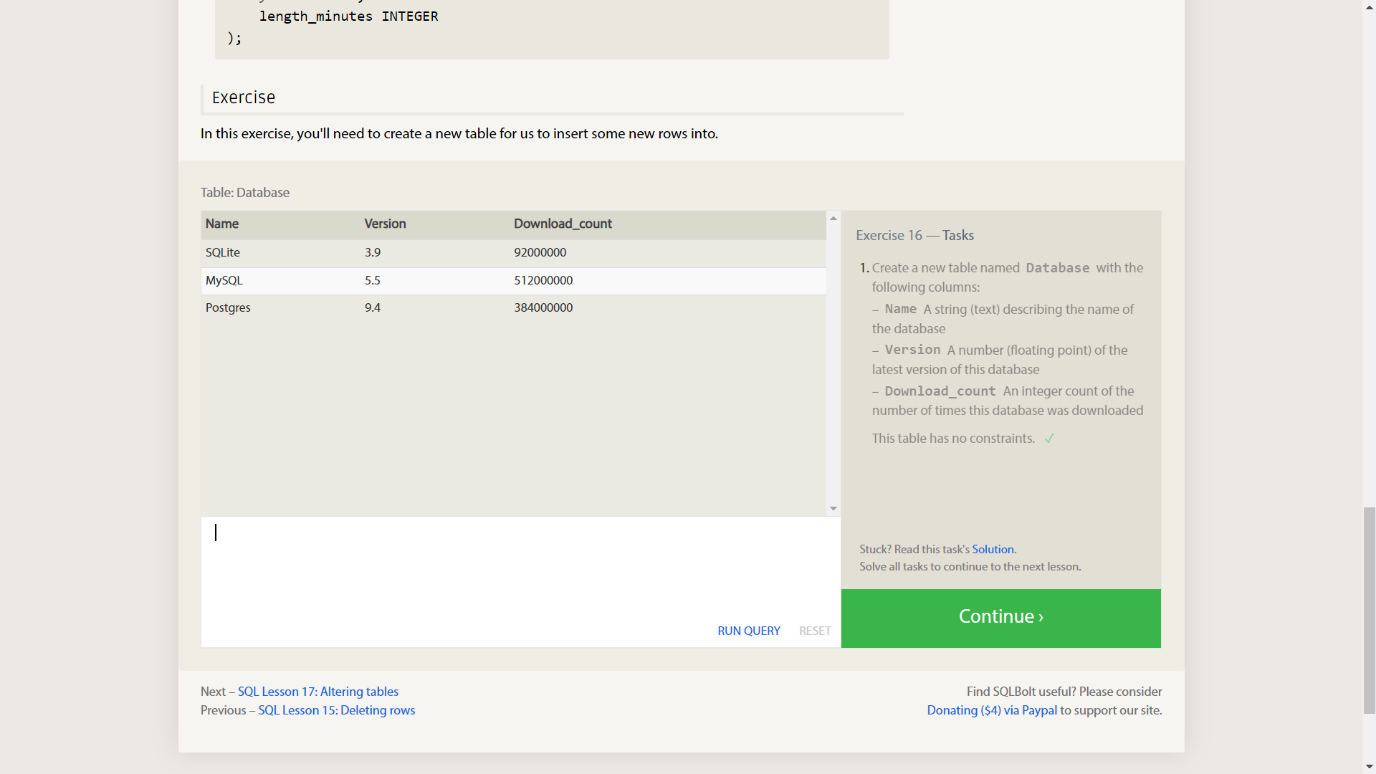 length_minutes INTEGER
);
Exercise
In this exercise, you'll need to create a new table for us to insert some new rows into.
Table: Database
Name Version Download_count
SQLite 3.9 92000000
MySQL 5.5 512000000
Postgres 9.4 384000000
RUN QUERY RESET
Exercise 16 — Tasks
1. Create a new table named Database with the
following columns:
– Name A string (text) describing the name of
the database
– Version A number (floating point) of the
latest version of this database
– Download_count An integer count of the
number of times this database was downloaded
This table has no constraints. ✓
Stuck? Read this task's Solution.
Solve all tasks to continue to the next lesson.
Continue ›
Next – SQL Lesson 17: Altering tables
Previous – SQL Lesson 15: Deleting rows
Find SQLBolt useful? Please consider
Donating ($4) via Paypal to support our site.